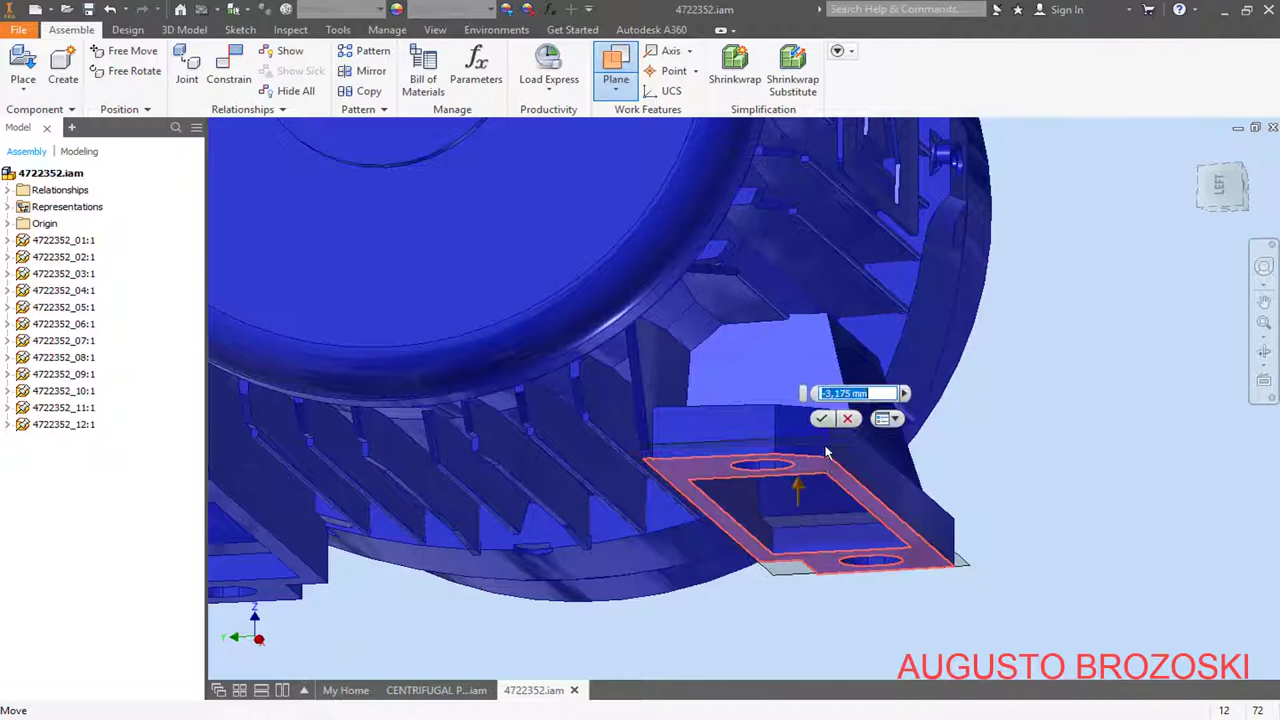 4722352.iam
Search Help & Commands...
Sign In
File
Assemble
Design
3D Model
Sketch
Inspect
Tools
Manage
View
Environments
Get Started
Autodesk A360
Place
Create
Free Move
Free Rotate
Joint
Constrain
Show
Show Sick
Hide All
Pattern
Mirror
Copy
Bill of
Materials
Parameters
Load Express
Plane
Axis
Point
UCS
Shrinkwrap
Shrinkwrap
Substitute
Component
Position
Relationships
Pattern
Manage
Productivity
Work Features
Simplification
Model
Assembly
Modeling
4722352.iam
Relationships
Representations
Origin
4722352_01:1
4722352_02:1
4722352_03:1
4722352_04:1
4722352_05:1
4722352_06:1
4722352_07:1
4722352_08:1
4722352_09:1
4722352_10:1
4722352_11:1
4722352_12:1
LEFT
-3,175 mm
Z
Y
AUGUSTO BROZOSKI
My Home
CENTRIFUGAL P...iam
4722352.iam
Move
12
72